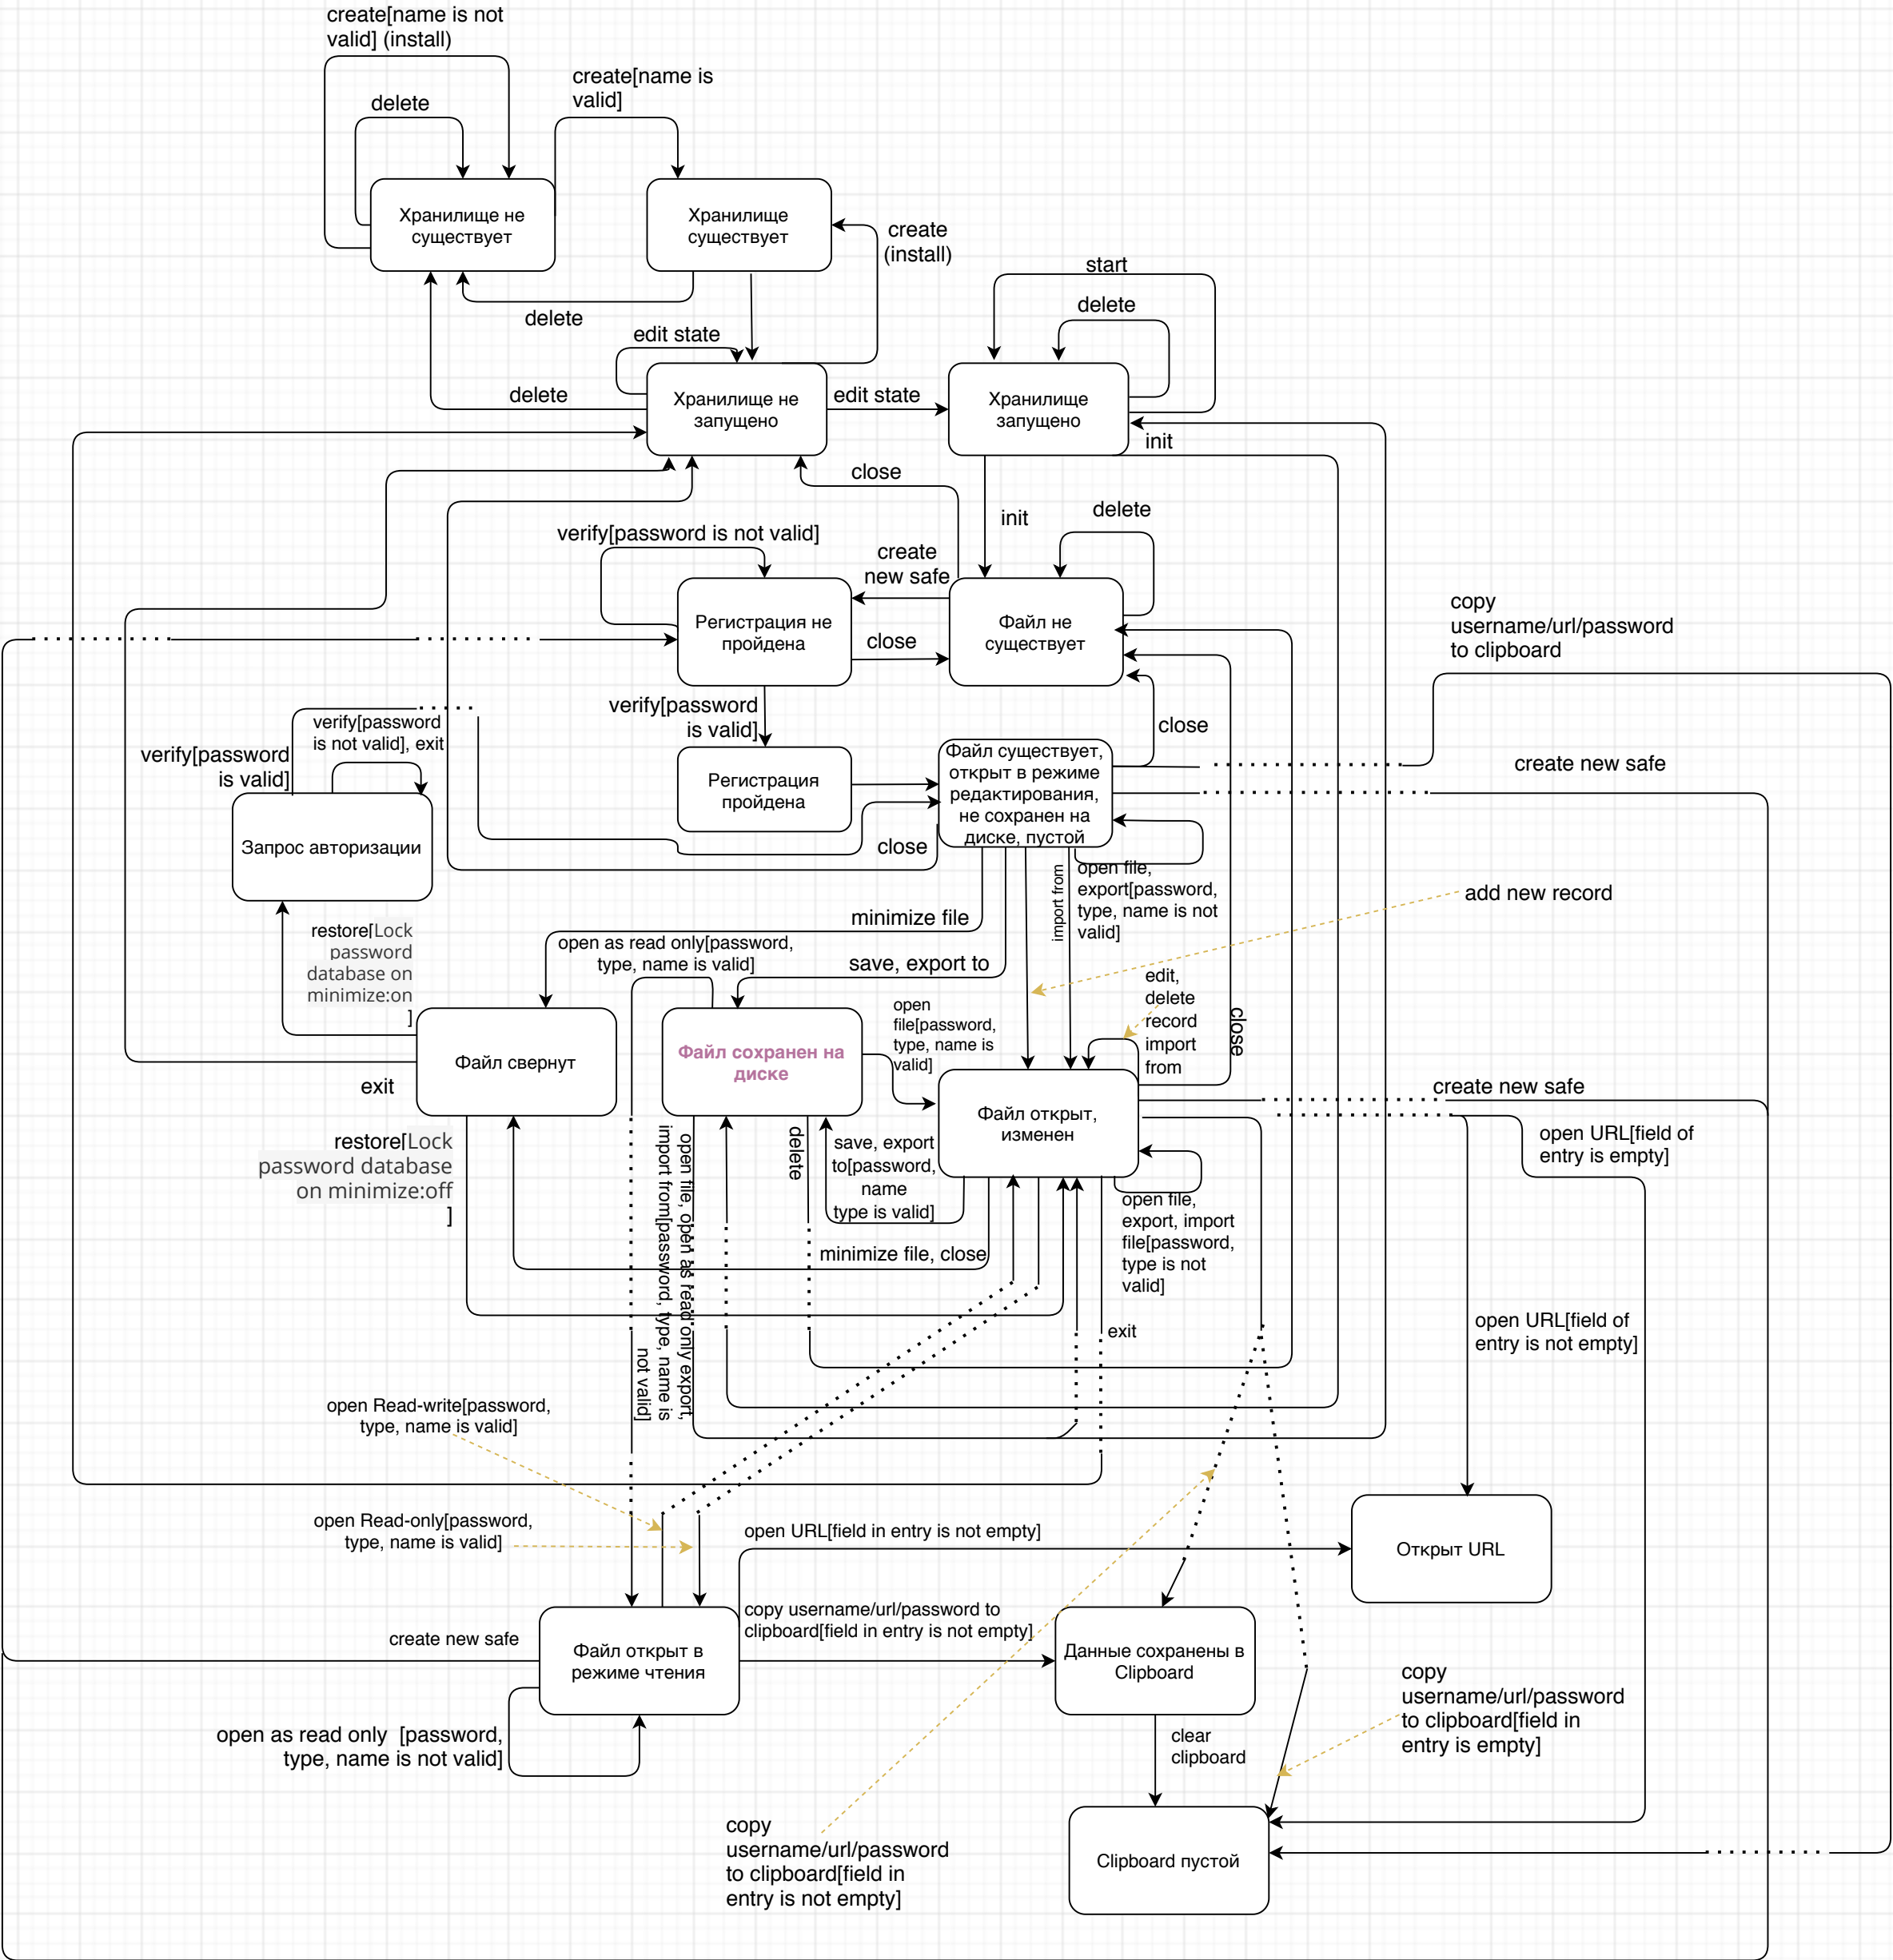 create[name is not
valid] (install)
create[name is
valid]
delete
Хранилище не
существует
Хранилище
существует
create
(install)
start
delete
delete
edit state
delete
Хранилище не
запущено
edit state
Хранилище
запущено
init
close
init
delete
verify[password is not valid]
create
new safe
copy
username/url/password
to clipboard
Регистрация не
пройдена
Файл не
существует
close
verify[password
is valid]
verify[password
is not valid], exit
close
verify[password
is valid]
Файл существует,
открыт в режиме
редактирования,
не сохранен на
диске, пустой
create new safe
Регистрация
пройдена
Запрос авторизации
close
import from
open file,
export[password,
type, name is not
valid]
add new record
minimize file
restore[Lock
password
database on
minimize:on
]
open as read only[password,
type, name is valid]
save, export to
edit,
delete
record
import
from
close
open
file[password,
type, name is
valid]
Файл свернут
Файл сохранен на
диске
exit
create new safe
Файл открыт,
изменен
restore[Lock
password database
on minimize:off
]
open file, open as read only export,
import from[password, type, name is
not valid]
delete
save, export
to[password,
name
type is valid]
open URL[field of
entry is empty]
open file,
export, import
file[password,
type is not
valid]
minimize file, close
exit
open URL[field of
entry is not empty]
open Read-write[password,
type, name is valid]
open Read-only[password,
type, name is valid]
open URL[field in entry is not empty]
Открыт URL
copy username/url/password to
clipboard[field in entry is not empty]
create new safe
Файл открыт в
режиме чтения
Данные сохранены в
Clipboard
copy
username/url/password
to clipboard[field in
entry is empty]
open as read only  [password,
type, name is not valid]
clear
clipboard
copy
username/url/password
to clipboard[field in
entry is not empty]
Clipboard пустой